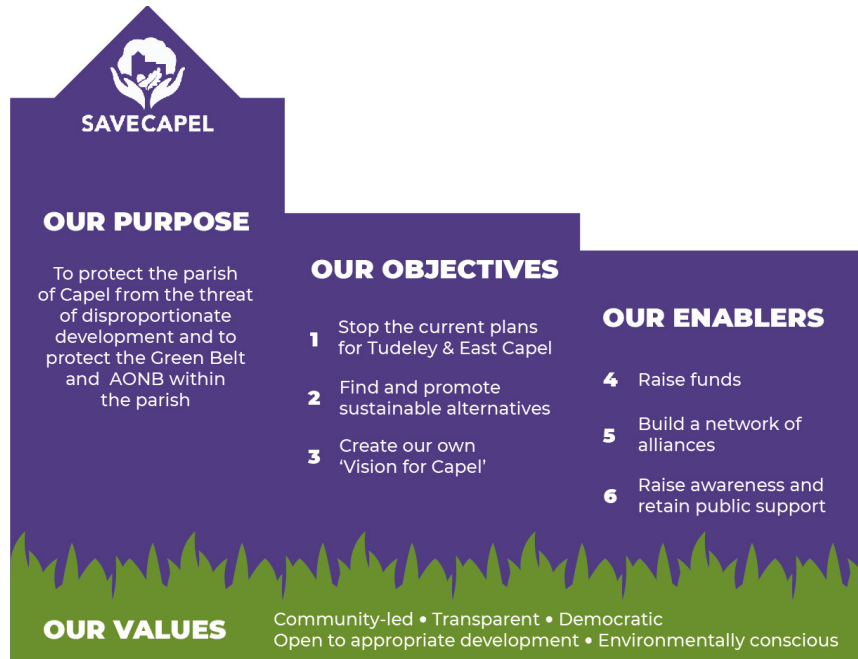 SAVECAPEL
OUR PURPOSE
To protect the parish
of Capel from the threat
of disproportionate
development and to
protect the Green Belt
and AONB within
the parish
OUR OBJECTIVES
1 Stop the current plans
for Tudeley & East Capel
2 Find and promote
sustainable alternatives
3 Create our own
‘Vision for Capel’
OUR ENABLERS
4 Raise funds
5 Build a network of
alliances
6 Raise awareness and
retain public support
OUR VALUES
Community-led • Transparent • Democratic
Open to appropriate development • Environmentally conscious